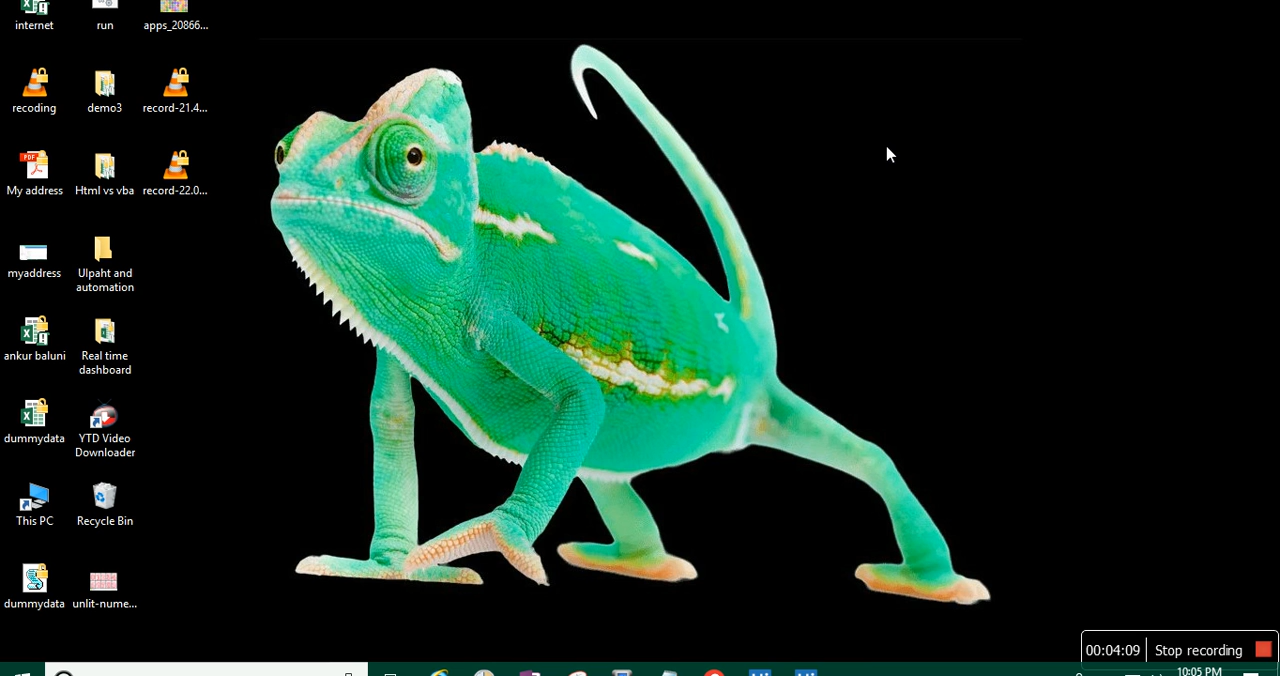 internet
run
apps_20866...
recoding
demo3
record-21.4...
PDF
My address
Html vs vba
record-22.0...
myaddress
Ulpaht and
automation
ankur baluni
Real time
dashboard
dummydata
YTD Video
Downloader
This PC
Recycle Bin
dummydata
unlit-nume...
00:04:09
Stop recording
10:05 PM